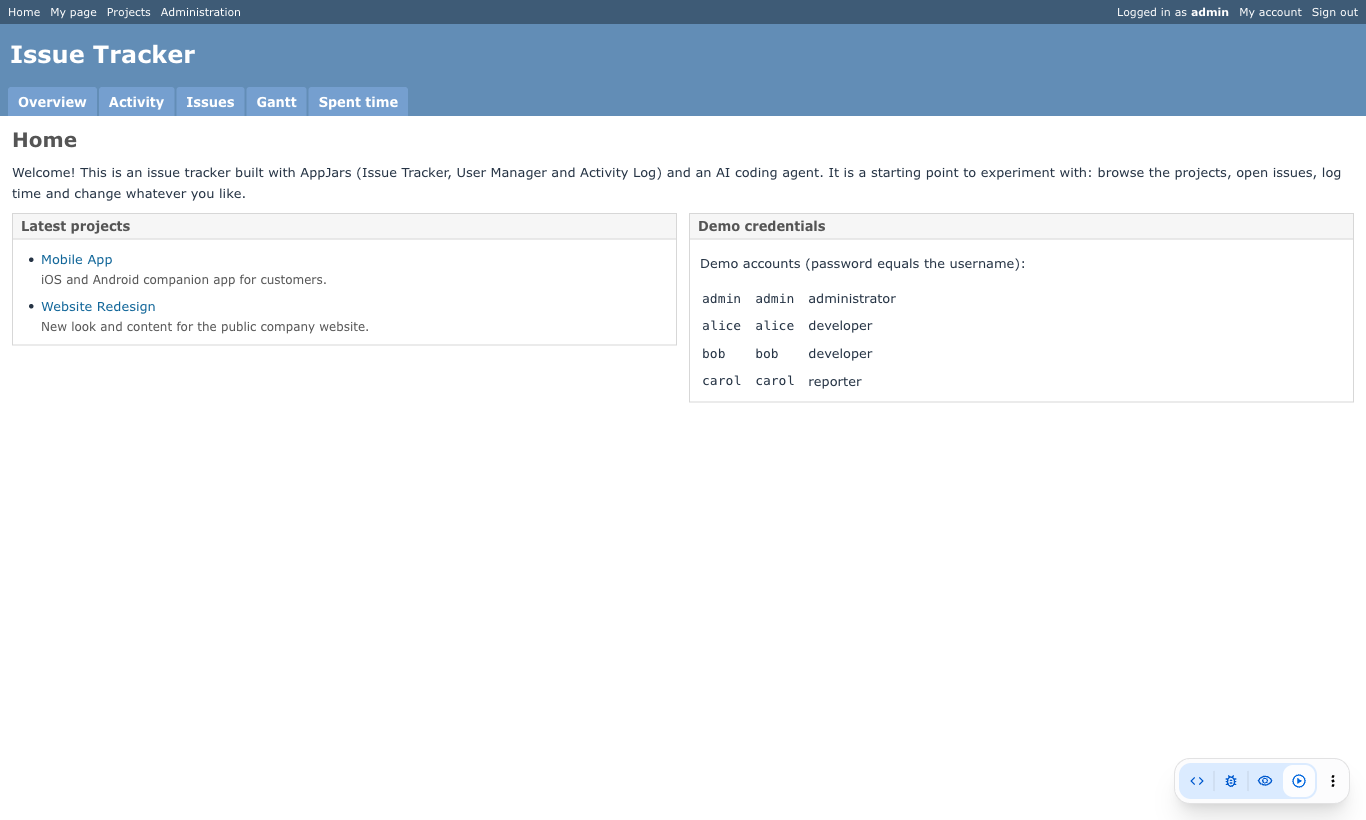 Home My page Projects Administration
Logged in as admin My account Sign out
Issue Tracker
Overview Activity Issues Gantt Spent time
Home
Welcome! This is an issue tracker built with AppJars (Issue Tracker, User Manager and Activity Log) and an AI coding agent. It is a starting point to experiment with: browse the projects, open issues, log
time and change whatever you like.
Latest projects
Mobile App
iOS and Android companion app for customers.
Website Redesign
New look and content for the public company website.
Demo credentials
Demo accounts (password equals the username):
admin admin administrator
alice alice developer
bob bob developer
carol carol reporter